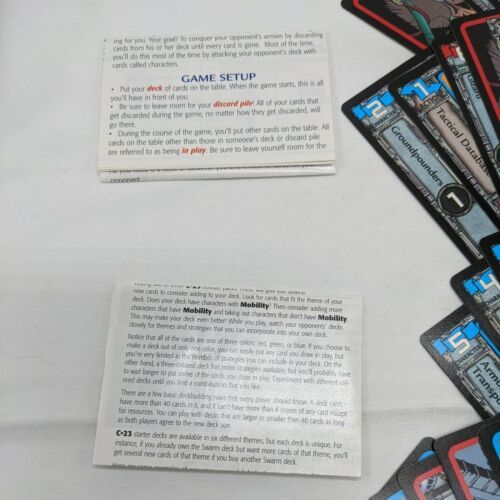 ing for you. Your goal? To conquer your opponent's armies by discarding
cards from his or her deck until every card is gone. Most of the time,
you'll do this most of the time by attacking your opponent's deck with
cards called characters.
GAME SETUP
• Put your deck of cards on the table. When the game starts, this is all
you'll have in front of you.
• Be sure to leave room for your discard pile! All of your cards that
get discarded during the game, no matter how they get discarded, will
go there.
• During the course of the game, you'll put other cards on the table. All
cards on the table other than those in someone's deck or discard pile
are referred to as being in play. Be sure to leave yourself room for the
opponent
C•23 booster packs. These will give you several
new cards to consider adding to your deck. Look for cards that fit the theme of your
deck. Does your deck have characters with Mobility? Then consider adding more
characters that have Mobility and taking out characters that don't have Mobility.
This may make your deck even better! While you play, watch your opponents' decks
closely for themes and strategies that you can incorporate into your own deck.
Notice that all of the cards are one of three colors: red, green, or blue. If you choose to
make a deck out of only one color, you can easily put any card you draw in play, but
you're very limited in the number of strategies you can include in your deck. On the
other hand, a three-colored deck has more strategies available, but you'll probably have
to wait longer to put some of the cards you draw in play. Experiment with different col-
ored decks until you find a combination that you like.
There are a few basic deckbuilding rules that every player should know. A deck can't
have more than 40 cards in it, and it can't have more than 4 copies of any card except
for resources. You can play with decks that are larger or smaller than 40 cards as long
as both players agree to the new deck size.
C•23 starter decks are available in six different themes, but each deck is unique. For
instance, if you already own the Swarm deck but want more cards of that theme, you'll
get several new cards of that theme if you buy another Swarm deck.
2
CHARACTER
Groundpounders
1
1
Tactical Databas
4
5
CHARACTER